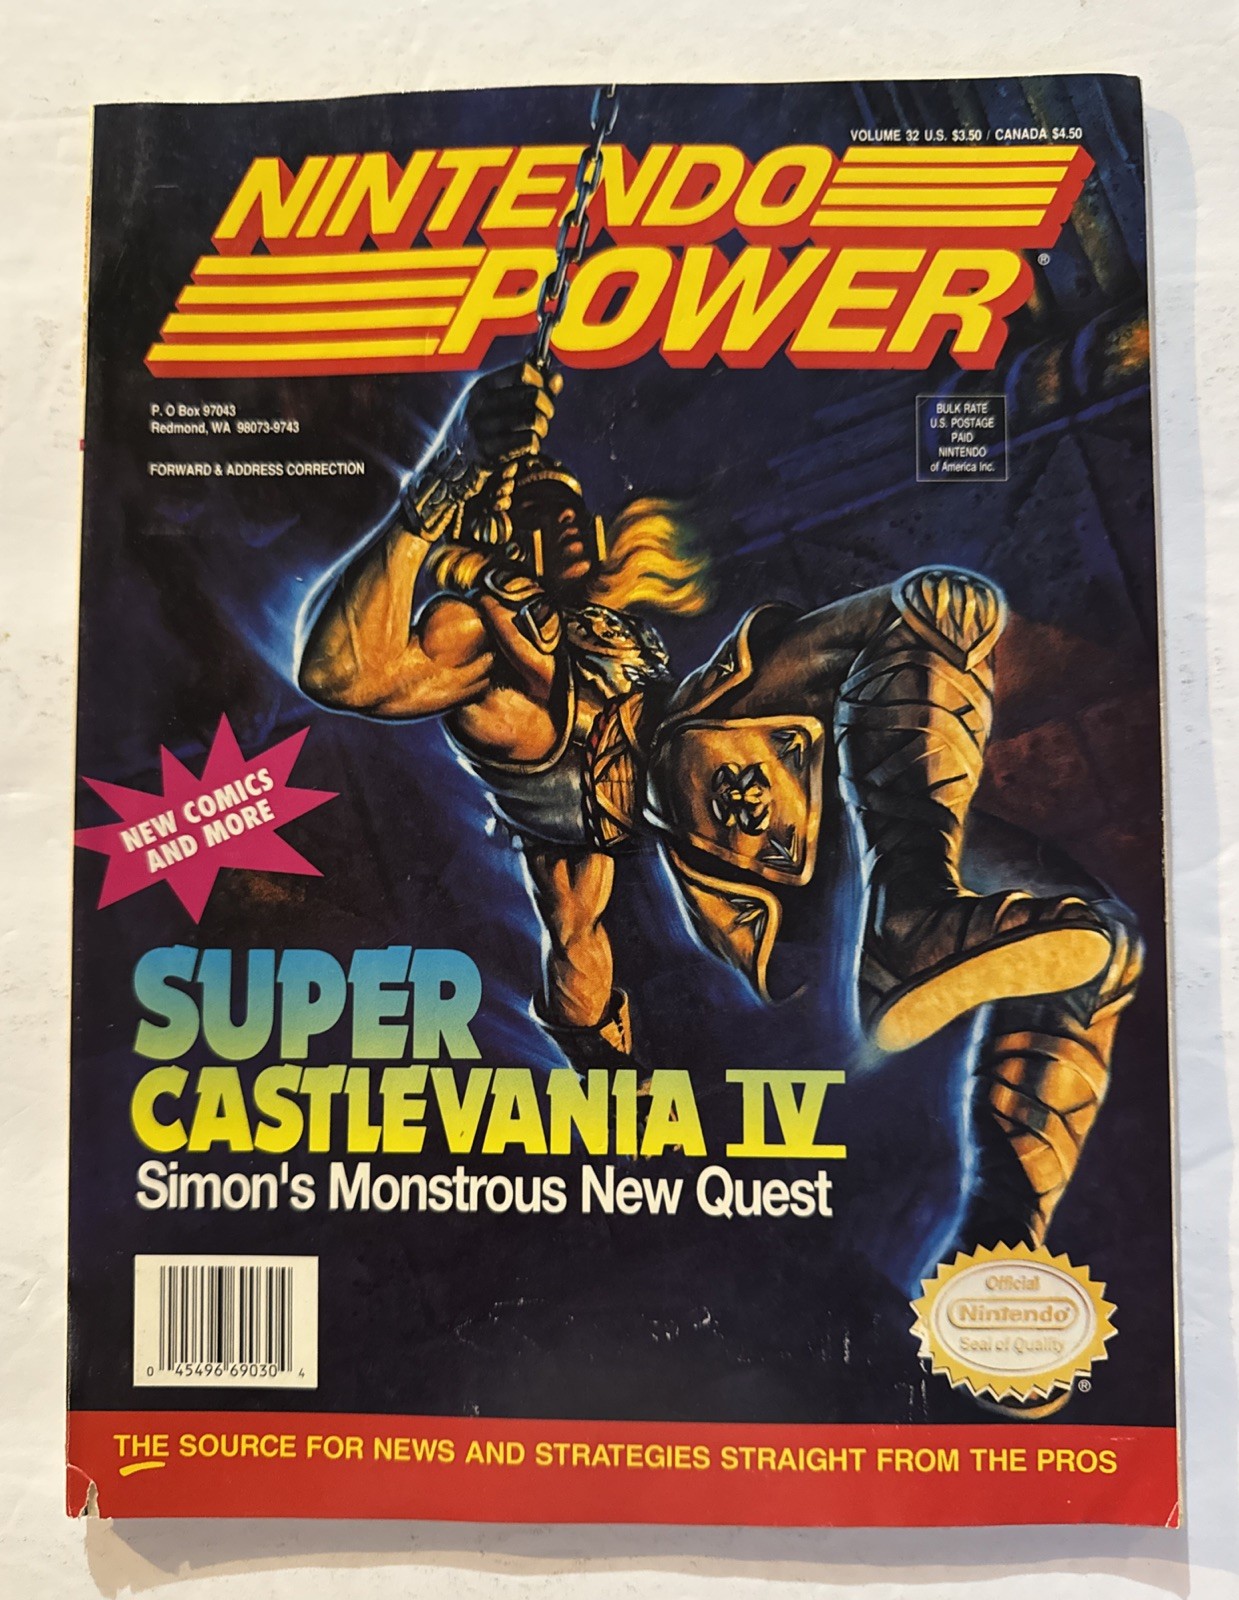 VOLUME 32 U.S. $3.50 / CANADA $4.50
NINTENDO
POWER
®
P. O Box 97043
Redmond, WA 98073-9743
FORWARD & ADDRESS CORRECTION
BULK RATE
U.S. POSTAGE
PAID
NINTENDO
of America Inc.
NEW COMICS
AND MORE
SUPER
CASTLEVANIA IV
Simon's Monstrous New Quest
0 45496 69030 4
Official
Nintendo®
Seal of Quality
®
THE SOURCE FOR NEWS AND STRATEGIES STRAIGHT FROM THE PROS